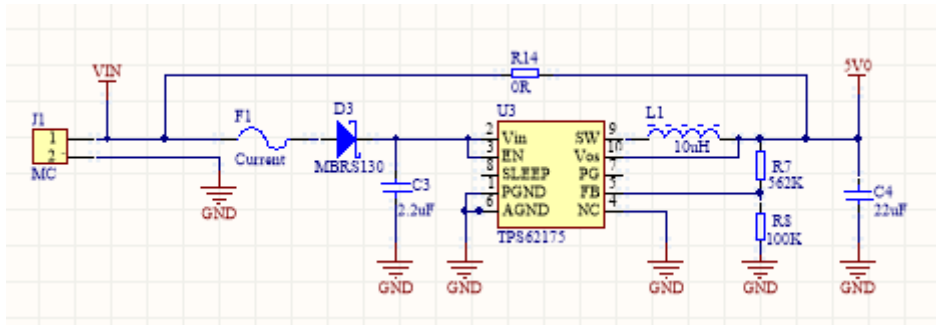 R14
0R
VIN
5V0
J1
1
2
MC
F1
Current
D3
MBRS130
U3
L1
10uH
2 Vin SW 9
3 EN Vos 10
8 SLEEP PG 7
1 PGND FB 5
6 AGND NC 4
TPS62175
C3
2.2uF
R7
562K
R8
100K
C4
22uF
GND
GND
GND
GND
GND
GND